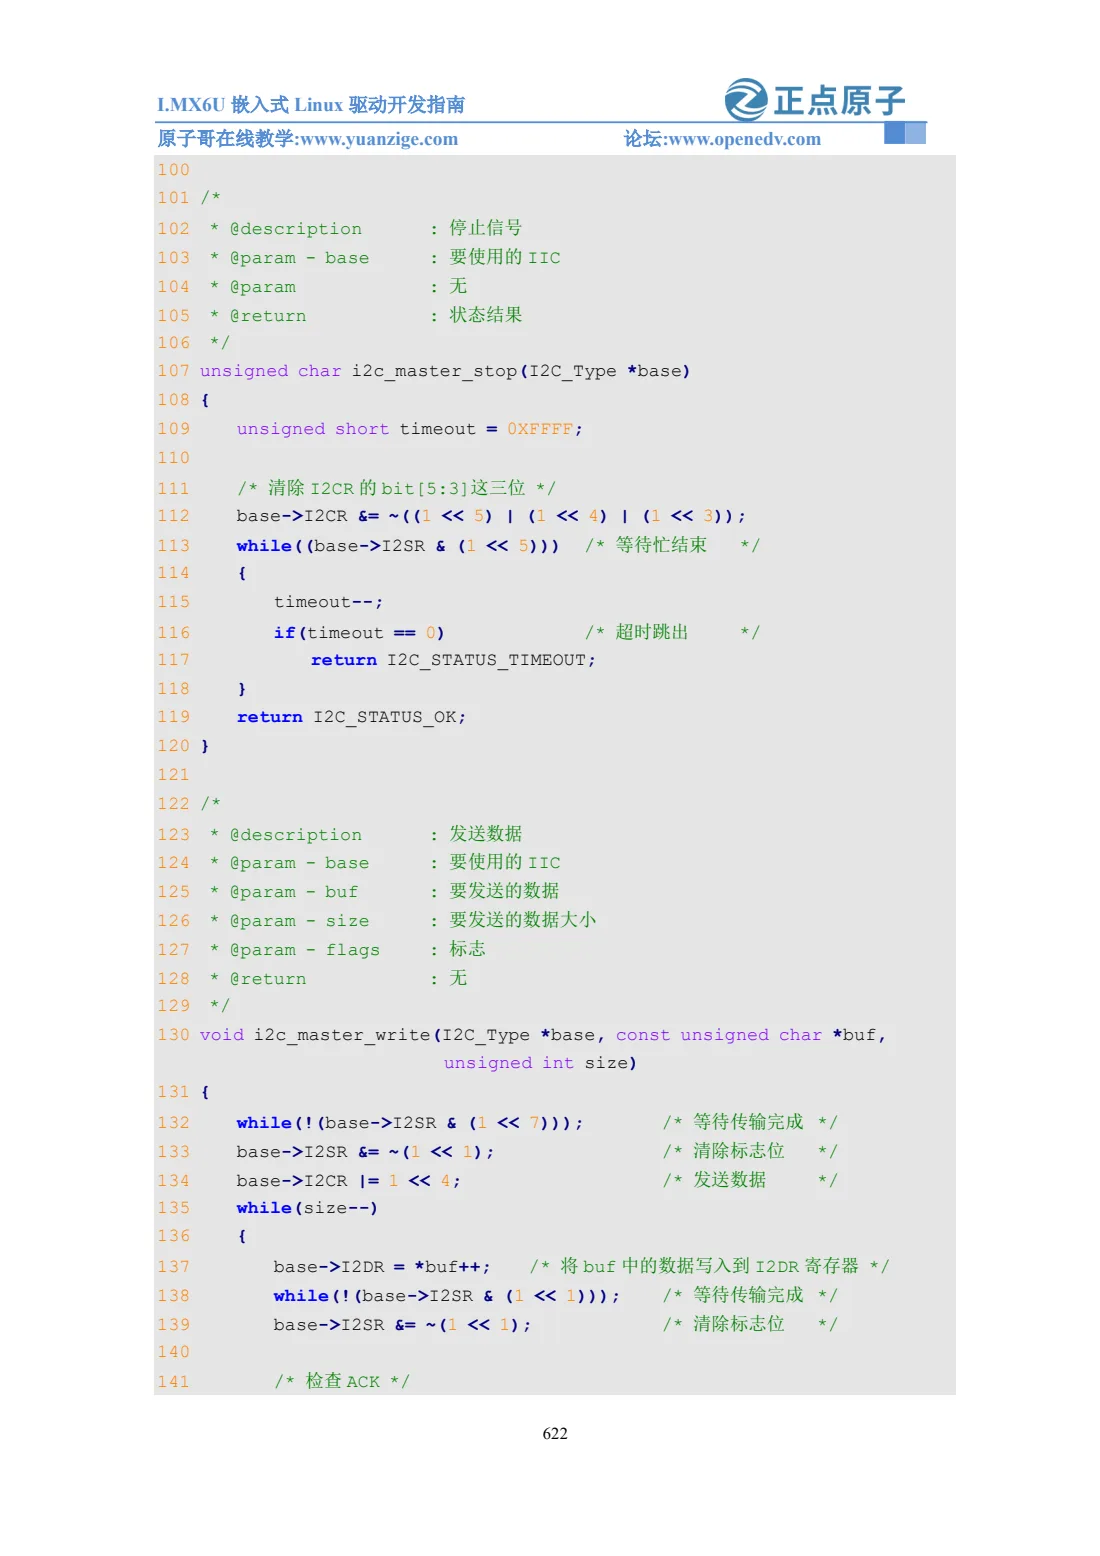 I.MX6U 嵌入式 Linux 驱动开发指南
正点原子
原子哥在线教学:www.yuanzige.com 论坛:www.openedv.com
100
101 /*
102  * @description : 停止信号
103  * @param - base : 要使用的 IIC
104  * @param : 无
105  * @return : 状态结果
106  */
107 unsigned char i2c_master_stop(I2C_Type *base)
108 {
109     unsigned short timeout = 0XFFFF;
110
111     /* 清除 I2CR 的 bit[5:3]这三位 */
112     base->I2CR &= ~((1 << 5) | (1 << 4) | (1 << 3));
113     while((base->I2SR & (1 << 5))) /* 等待忙结束 */
114     {
115         timeout--;
116         if(timeout == 0) /* 超时跳出 */
117             return I2C_STATUS_TIMEOUT;
118     }
119     return I2C_STATUS_OK;
120 }
121
122 /*
123  * @description : 发送数据
124  * @param - base : 要使用的 IIC
125  * @param - buf : 要发送的数据
126  * @param - size : 要发送的数据大小
127  * @param - flags : 标志
128  * @return : 无
129  */
130 void i2c_master_write(I2C_Type *base, const unsigned char *buf,
unsigned int size)
131 {
132     while(!(base->I2SR & (1 << 7))); /* 等待传输完成 */
133     base->I2SR &= ~(1 << 1); /* 清除标志位 */
134     base->I2CR |= 1 << 4; /* 发送数据 */
135     while(size--)
136     {
137         base->I2DR = *buf++; /* 将 buf 中的数据写入到 I2DR 寄存器 */
138         while(!(base->I2SR & (1 << 1))); /* 等待传输完成 */
139         base->I2SR &= ~(1 << 1); /* 清除标志位 */
140
141         /* 检查 ACK */
622